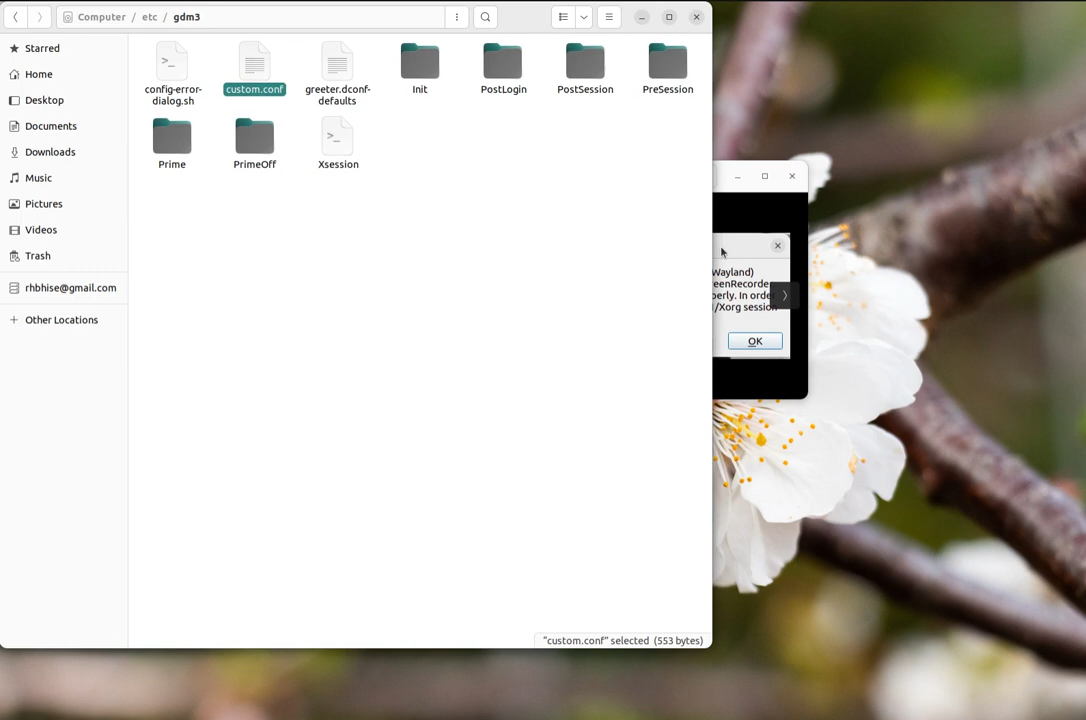 Computer / etc / gdm3
Starred
Home
Desktop
Documents
Downloads
Music
Pictures
Videos
Trash
rhbhise@gmail.com
Other Locations
config-error-
dialog.sh
custom.conf
greeter.dconf-
defaults
Init
PostLogin
PostSession
PreSession
Prime
PrimeOff
Xsession
Wayland)
eenRecorde
perly. In orde
/Xorg session
OK
"custom.conf" selected (553 bytes)